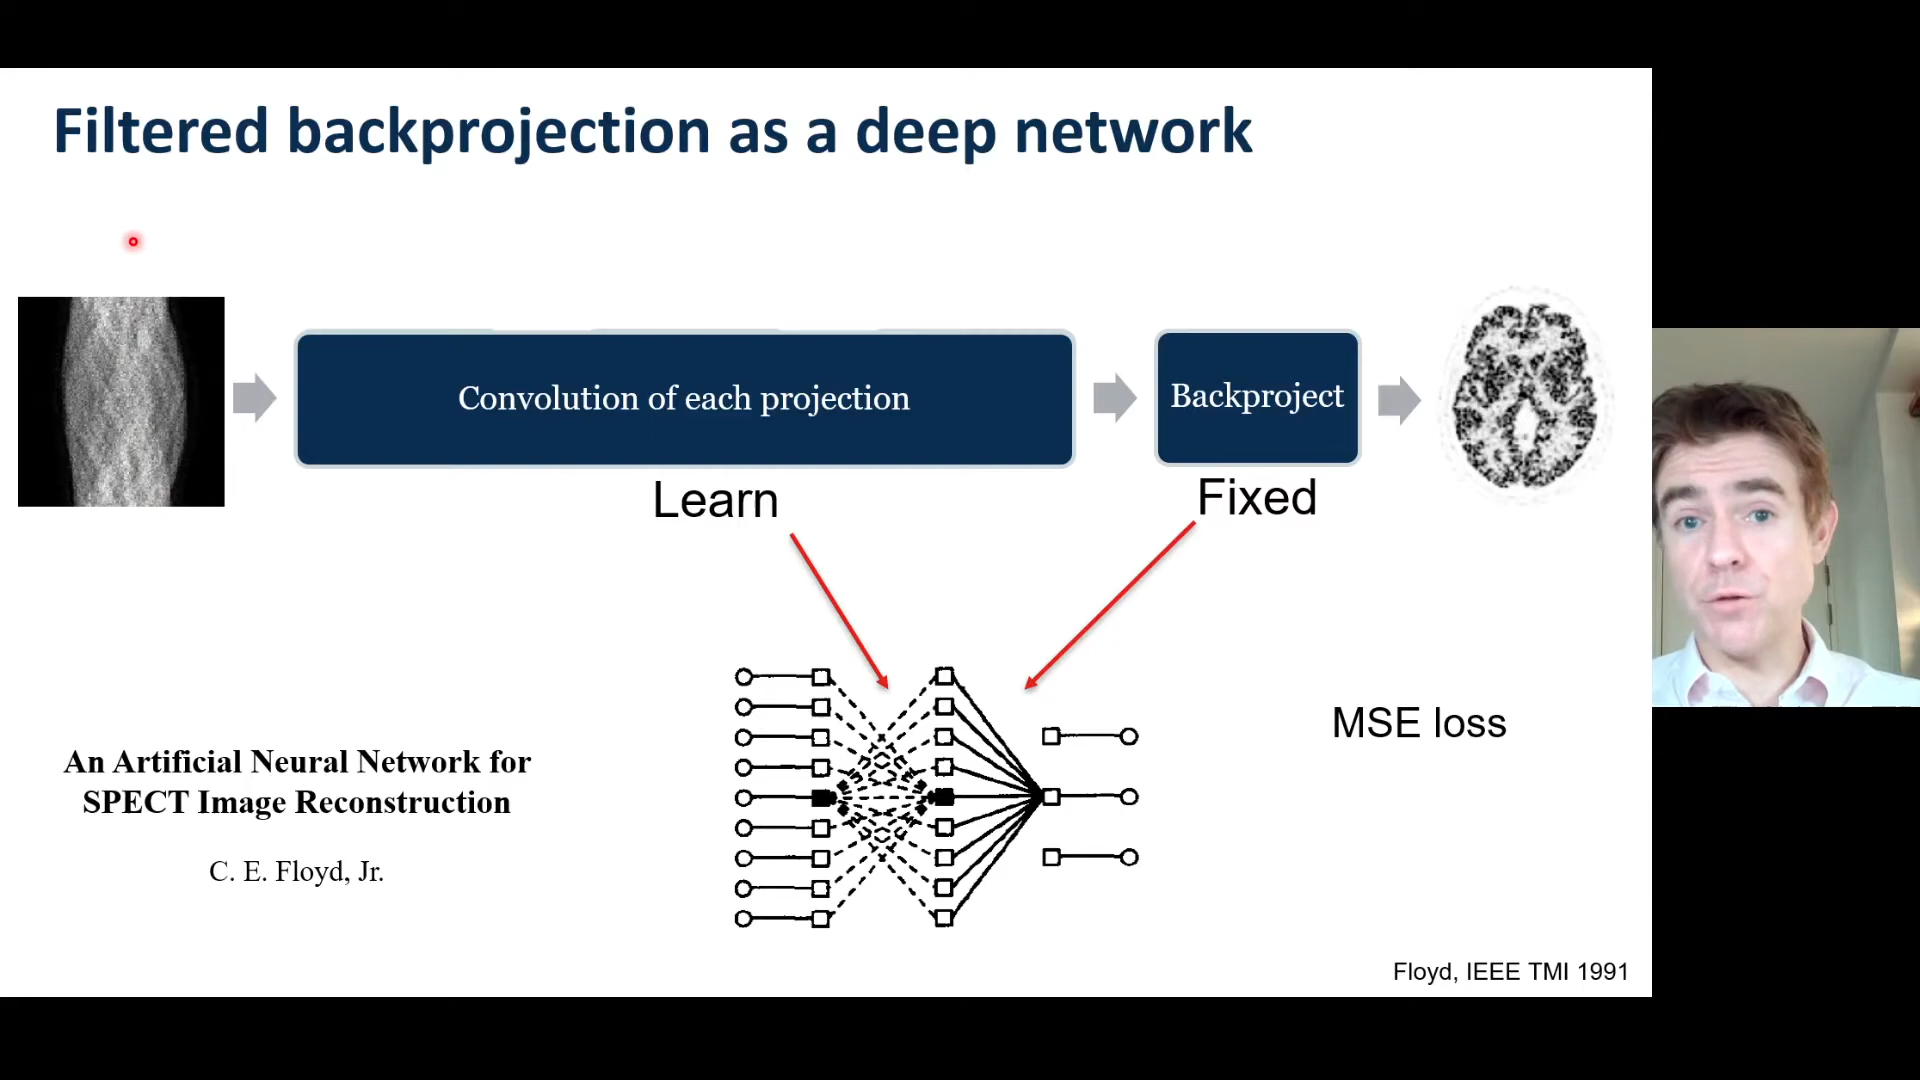 Filtered backprojection as a deep network
Convolution of each projection
Backproject
Learn
Fixed
An Artificial Neural Network for
SPECT Image Reconstruction
C. E. Floyd, Jr.
MSE loss
Floyd, IEEE TMI 1991